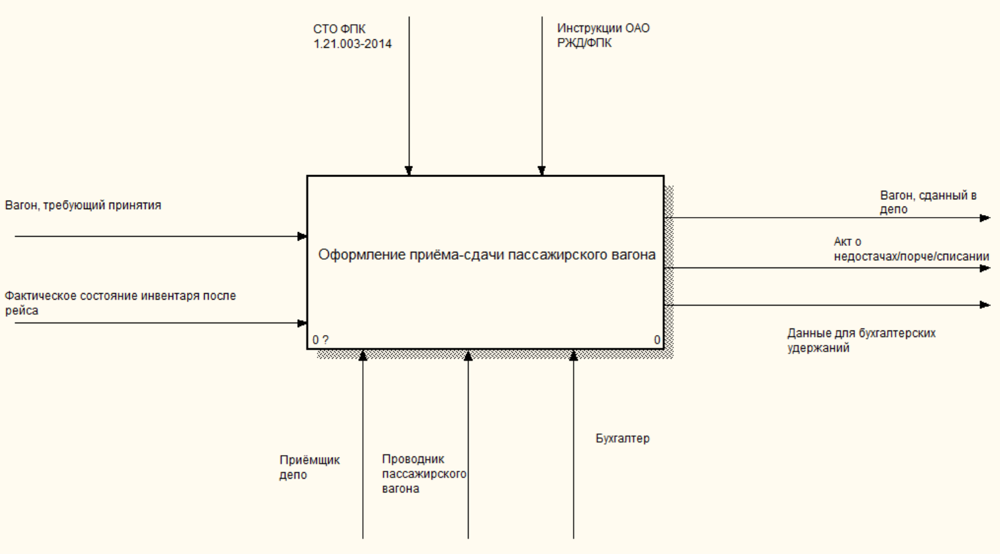 СТО ФПК
1.21.003-2014
Инструкции ОАО
РЖД/ФПК
Вагон, требующий принятия
Фактическое состояние инвентаря после
рейса
Оформление приёма-сдачи пассажирского вагона
0 ?
0
Вагон, сданный в
депо
Акт о
недостачах/порче/списании
Данные для бухгалтерских
удержаний
Приёмщик
депо
Проводник
пассажирского
вагона
Бухгалтер